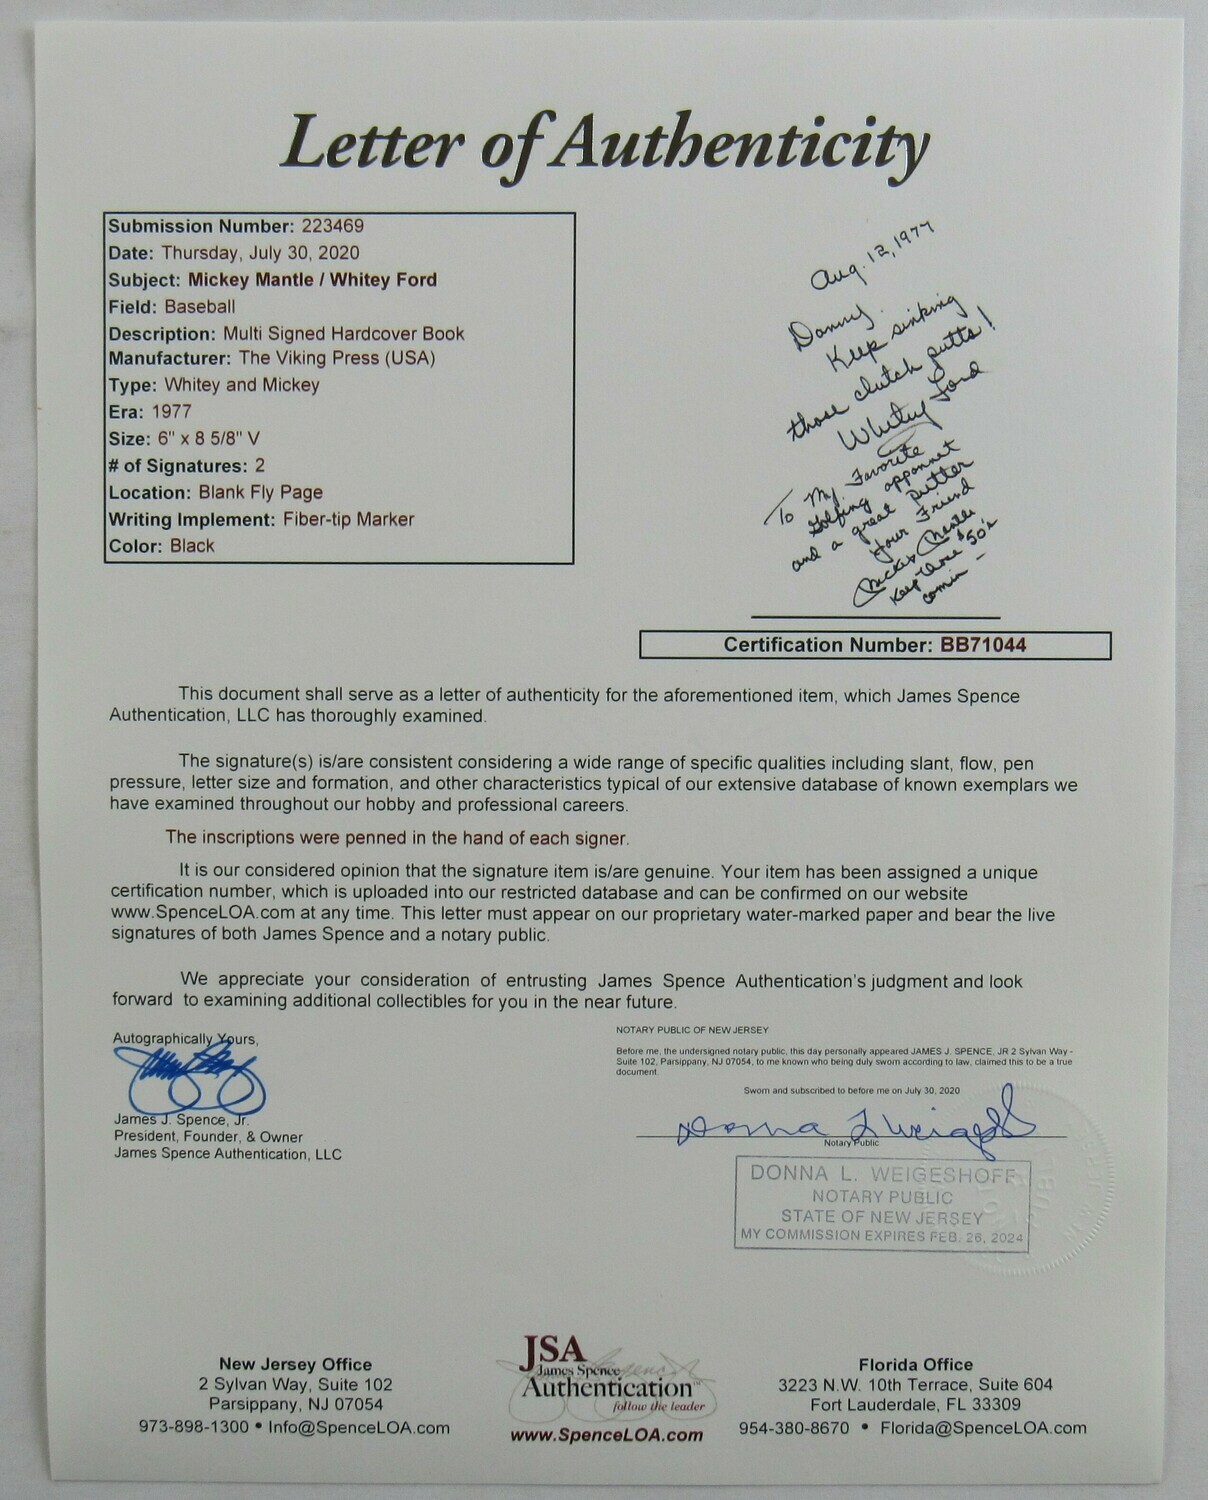 Letter of Authenticity
Submission Number: 223469
Date: Thursday, July 30, 2020
Subject: Mickey Mantle / Whitey Ford
Field: Baseball
Description: Multi Signed Hardcover Book
Manufacturer: The Viking Press (USA)
Type: Whitey and Mickey
Era: 1977
Size: 6" x 8 5/8" V
# of Signatures: 2
Location: Blank Fly Page
Writing Implement: Fiber-tip Marker
Color: Black
Aug. 12, 1977
Danny.
Keep sinking
those clutch putts!
Whitey Ford
To My Favorite
Golfing opponnet
and a great putter
Your Friend
Mickey Mantle
Keep those $50's
comin –
Certification Number: BB71044
This document shall serve as a letter of authenticity for the aforementioned item, which James Spence
Authentication, LLC has thoroughly examined.
The signature(s) is/are consistent considering a wide range of specific qualities including slant, flow, pen
pressure, letter size and formation, and other characteristics typical of our extensive database of known exemplars we
have examined throughout our hobby and professional careers.
The inscriptions were penned in the hand of each signer.
It is our considered opinion that the signature item is/are genuine. Your item has been assigned a unique
certification number, which is uploaded into our restricted database and can be confirmed on our website
www.SpenceLOA.com at any time. This letter must appear on our proprietary water-marked paper and bear the live
signatures of both James Spence and a notary public.
We appreciate your consideration of entrusting James Spence Authentication's judgment and look
forward to examining additional collectibles for you in the near future.
Autographically Yours,
James J. Spence, Jr.
President, Founder, & Owner
James Spence Authentication, LLC
NOTARY PUBLIC OF NEW JERSEY
Before me, the undersigned notary public, this day personally appeared JAMES J. SPENCE, JR 2 Sylvan Way -
Suite 102, Parsippany, NJ 07054, to me known who being duly sworn according to law, claimed this to be a true
document.
Sworn and subscribed to before me on July 30, 2020
Donna L Weigeshoff
Notary Public
DONNA L. WEIGESHOFF
NOTARY PUBLIC
STATE OF NEW JERSEY
MY COMMISSION EXPIRES FEB. 26, 2024
New Jersey Office
2 Sylvan Way, Suite 102
Parsippany, NJ 07054
973-898-1300 • Info@SpenceLOA.com
JSA
James Spence
Authentication™
follow the leader
www.SpenceLOA.com
Florida Office
3223 N.W. 10th Terrace, Suite 604
Fort Lauderdale, FL 33309
954-380-8670 • Florida@SpenceLOA.com